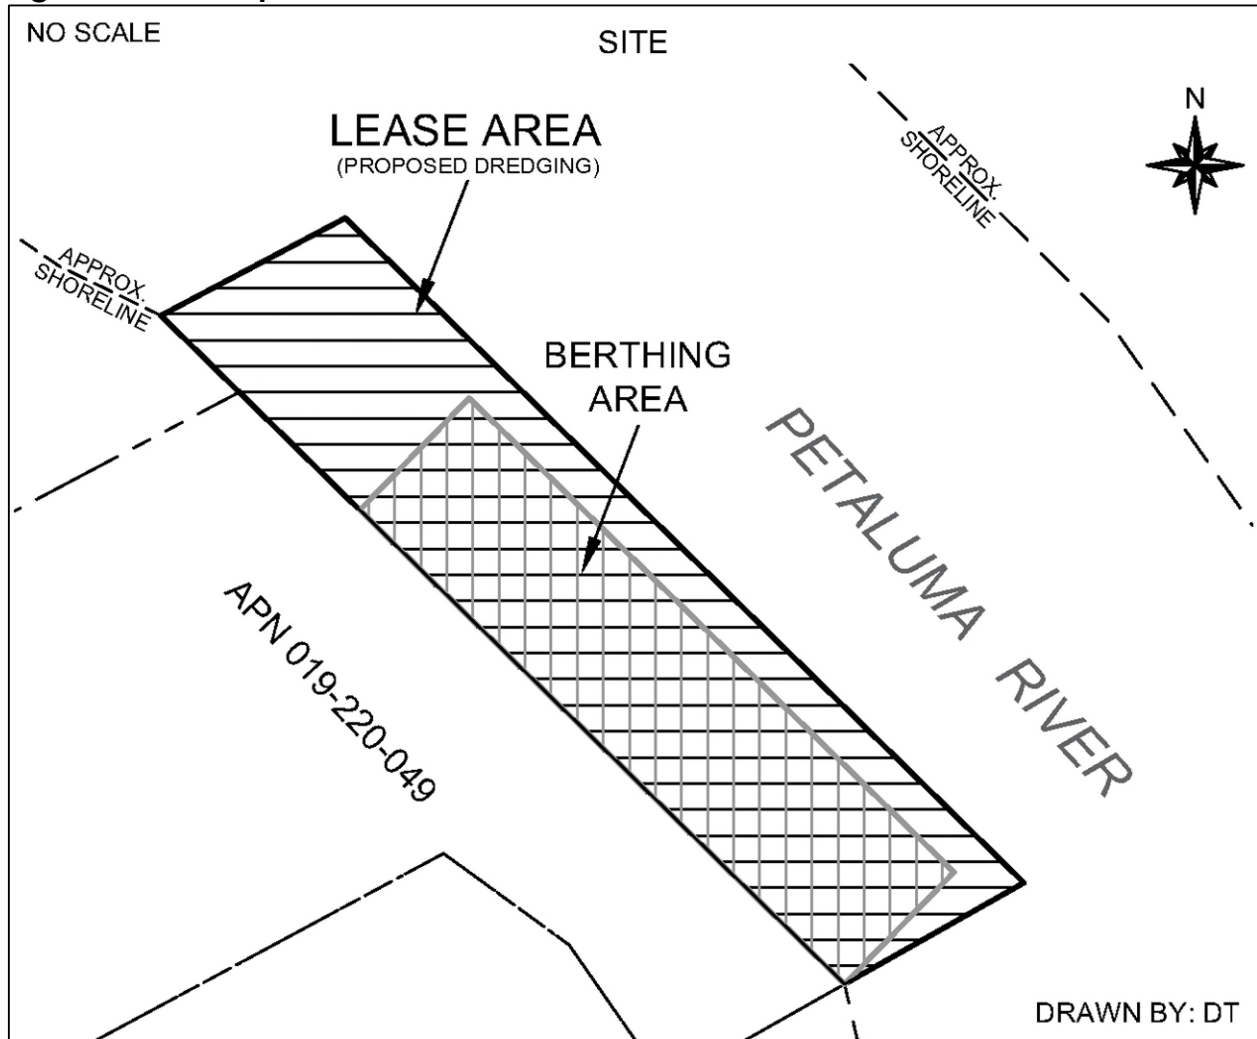 NO SCALE
SITE
N
LEASE AREA
(PROPOSED DREDGING)
APPROX.
SHORELINE
APPROX.
SHORELINE
BERTHING
AREA
PETALUMA RIVER
APN 019-220-049
DRAWN BY: DT